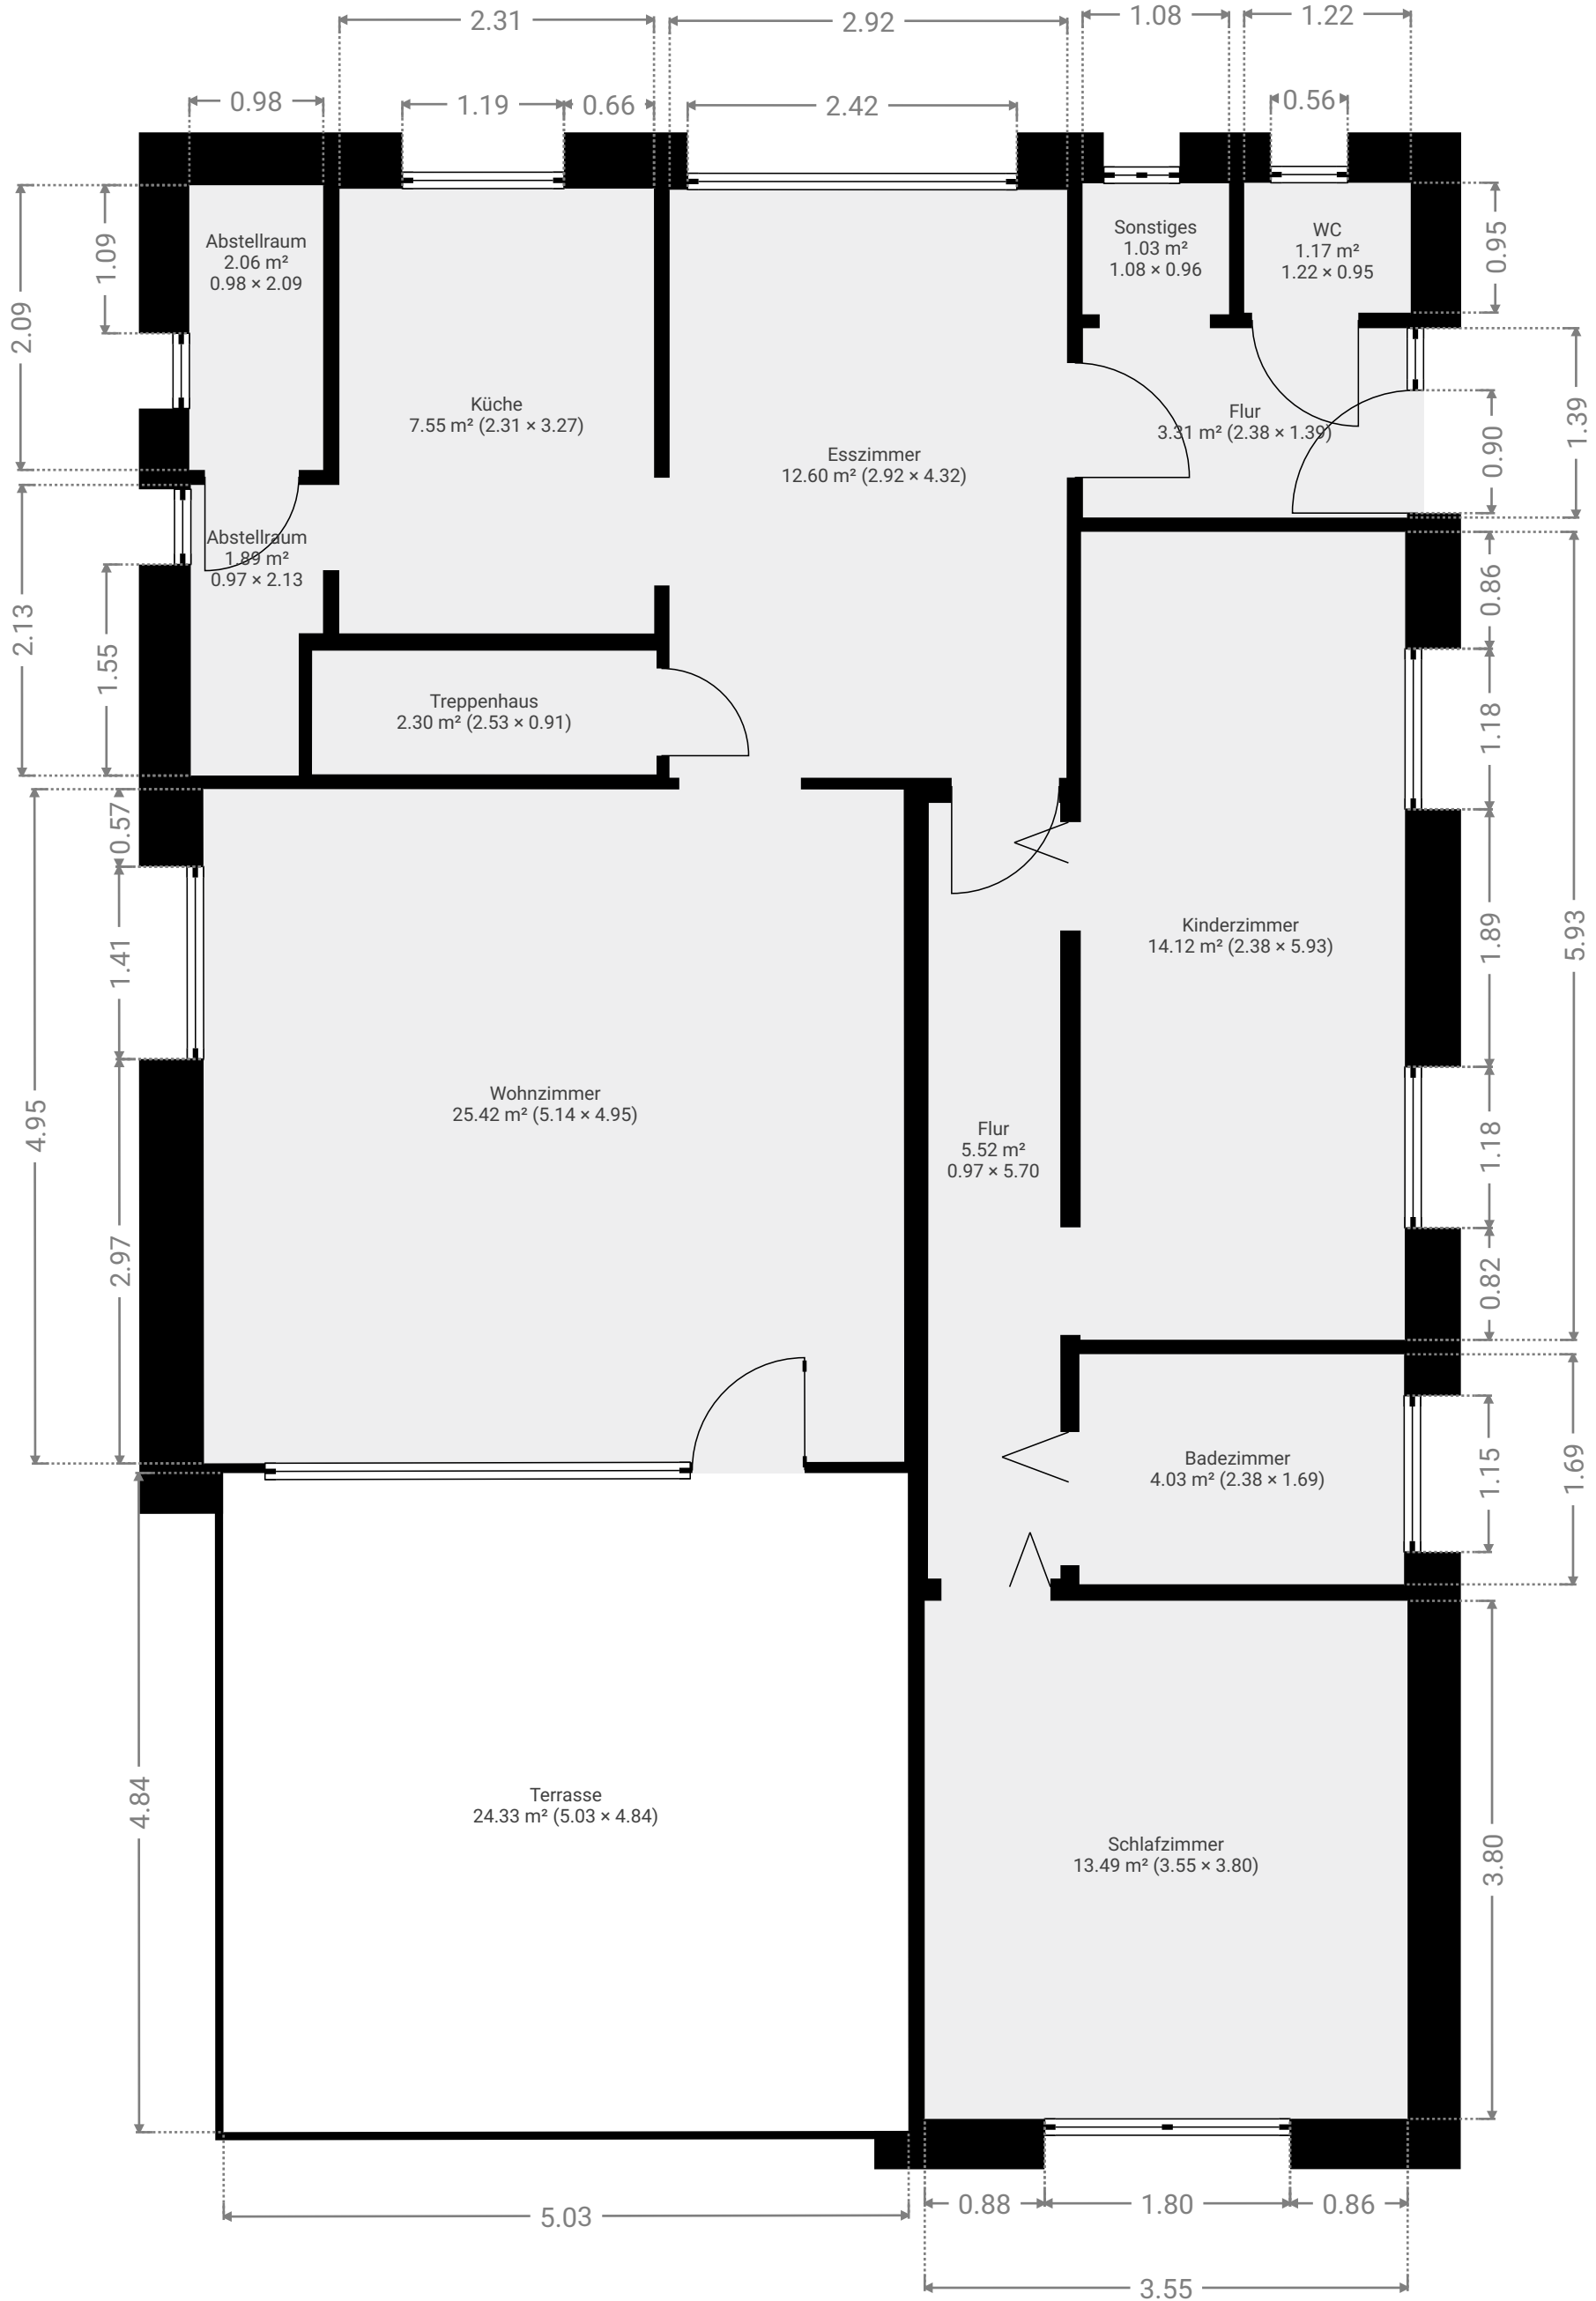 2.31
2.92
1.08
1.22
0.98
1.19
0.66
2.42
0.56
1.09
2.09
Abstellraum
2.06 m²
0.98 × 2.09
Küche
7.55 m² (2.31 × 3.27)
Esszimmer
12.60 m² (2.92 × 4.32)
Sonstiges
1.03 m²
1.08 × 0.96
WC
1.17 m²
1.22 × 0.95
0.95
Flur
3.31 m² (2.38 × 1.39)
1.39
0.90
Abstellraum
1.89 m²
0.97 × 2.13
2.13
1.55
Treppenhaus
2.30 m² (2.53 × 0.91)
0.86
1.18
0.57
1.41
4.95
2.97
Wohnzimmer
25.42 m² (5.14 × 4.95)
Flur
5.52 m²
0.97 × 5.70
Kinderzimmer
14.12 m² (2.38 × 5.93)
1.89
5.93
1.18
0.82
Badezimmer
4.03 m² (2.38 × 1.69)
1.15
1.69
4.84
Terrasse
24.33 m² (5.03 × 4.84)
Schlafzimmer
13.49 m² (3.55 × 3.80)
3.80
5.03
0.88
1.80
0.86
3.55